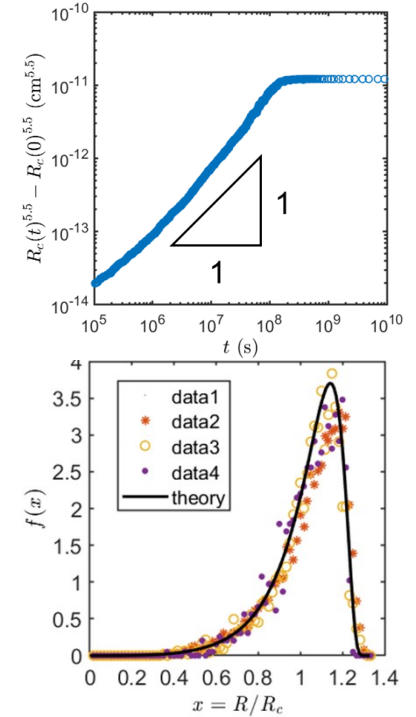 10^-10
10^-11
10^-12
10^-13
10^-14
R_c(t)^5.5 − R_c(0)^5.5 (cm^5.5)
1
1
10^5 10^6 10^7 10^8 10^9 10^10
t (s)
4
3.5
3
2.5
2
1.5
1
0.5
0
f(x)
data1
data2
data3
data4
theory
0 0.2 0.4 0.6 0.8 1 1.2 1.4
x = R/R_c